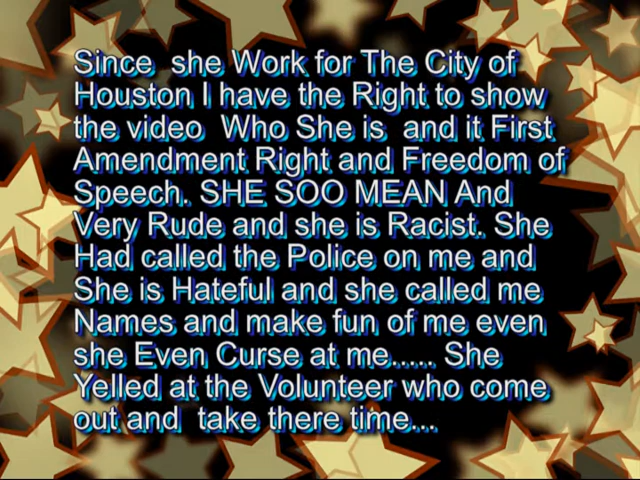 Since  she Work for The City of
Houston I have the Right to show
the video  Who She is  and it First
Amendment Right and Freedom of
Speech. SHE SOO MEAN And
Very Rude and she is Racist. She
Had called the Police on me and
She is Hateful and she called me
Names and make fun of me even
she Even Curse at me..... She
Yelled at the Volunteer who come
out and  take there time...